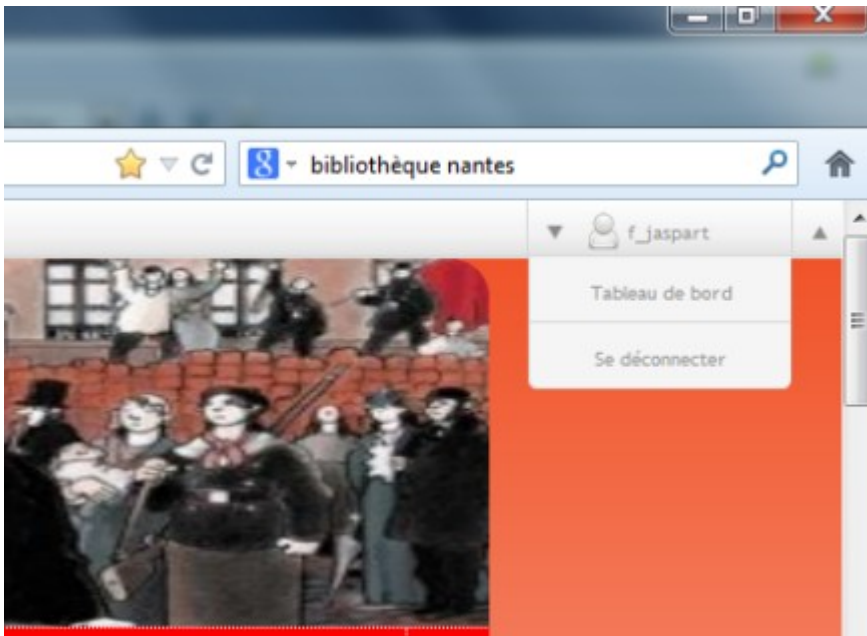 bibliothèque nantes
f_jaspart
Tableau de bord
Se déconnecter